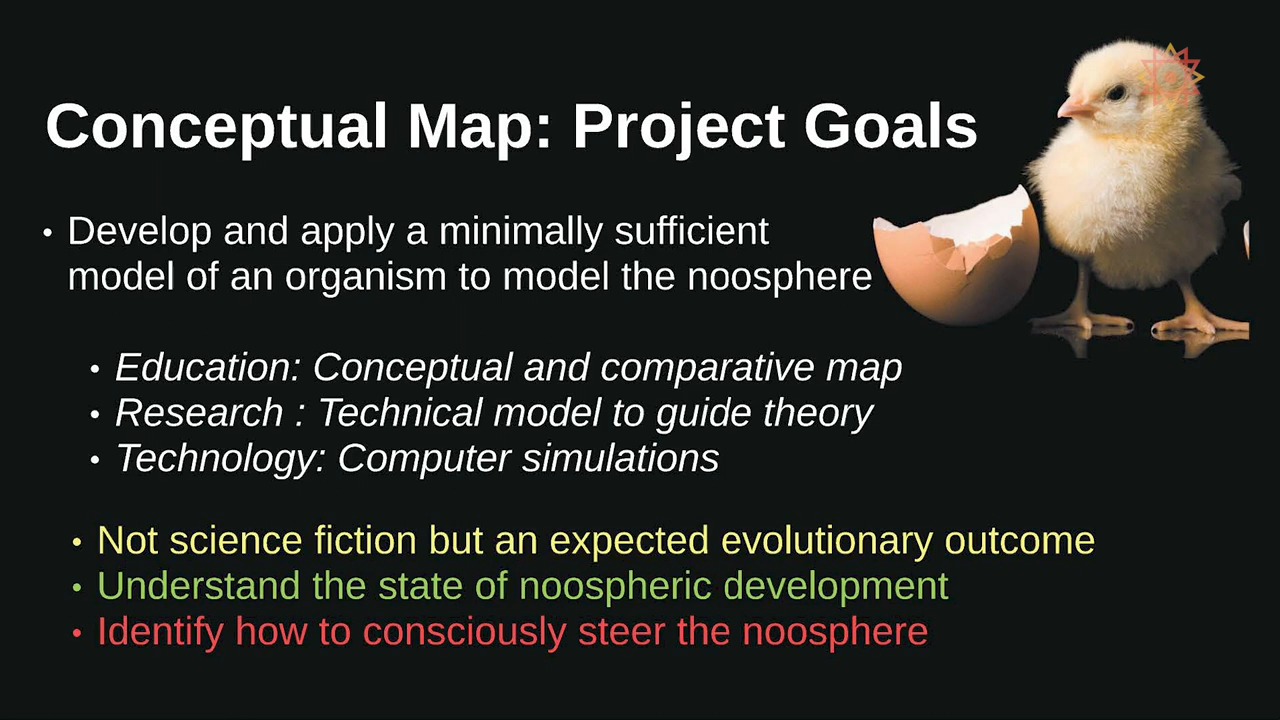 Conceptual Map: Project Goals
• Develop and apply a minimally sufficient
model of an organism to model the noosphere
• Education: Conceptual and comparative map
• Research : Technical model to guide theory
• Technology: Computer simulations
• Not science fiction but an expected evolutionary outcome
• Understand the state of noospheric development
• Identify how to consciously steer the noosphere